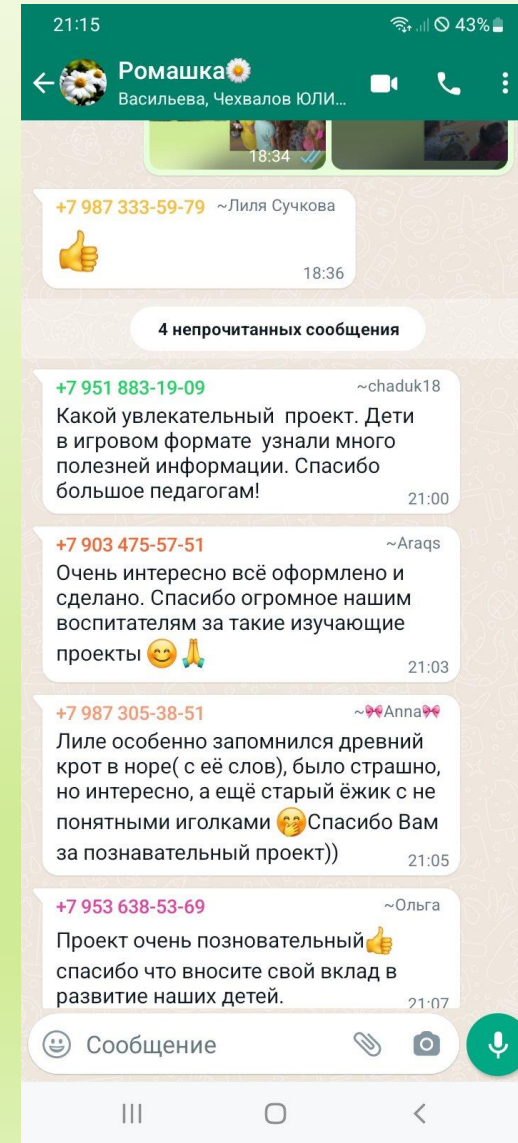 21:15
43%
Ромашка🌼
Васильева, Чехвалов ЮЛИ...
18:34
+7 987 333-59-79 ~Лиля Сучкова
👍
18:36
4 непрочитанных сообщения
+7 951 883-19-09 ~chaduk18
Какой увлекательный проект. Дети
в игровом формате узнали много
полезней информации. Спасибо
большое педагогам!
21:00
+7 903 475-57-51 ~Araqs
Очень интересно всё оформлено и
сделано. Спасибо огромное нашим
воспитателям за такие изучающие
проекты 😊🙏
21:03
+7 987 305-38-51 ~🎀Anna🎀
Лиле особенно запомнился древний
крот в норе( с её слов), было страшно,
но интересно, а ещё старый ёжик с не
понятными иголками 🤭Спасибо Вам
за познавательный проект))
21:05
+7 953 638-53-69 ~Ольга
Проект очень позновательный👍
спасибо что вносите свой вклад в
развитие наших детей.
21:07
Сообщение